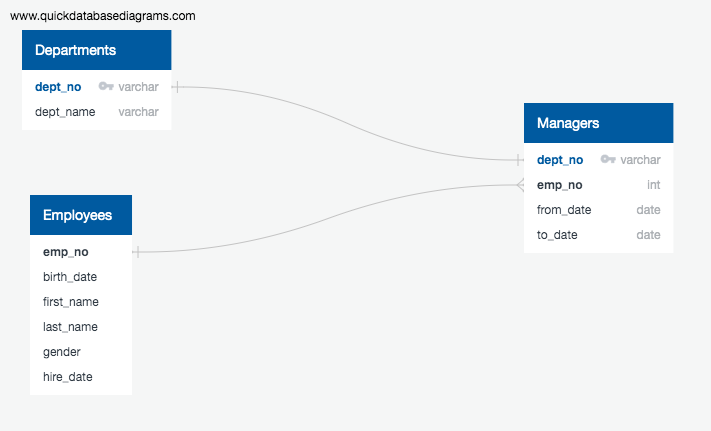 www.quickdatabasediagrams.com
Departments
dept_no varchar
dept_name varchar
Managers
dept_no varchar
emp_no int
from_date date
to_date date
Employees
emp_no
birth_date
first_name
last_name
gender
hire_date